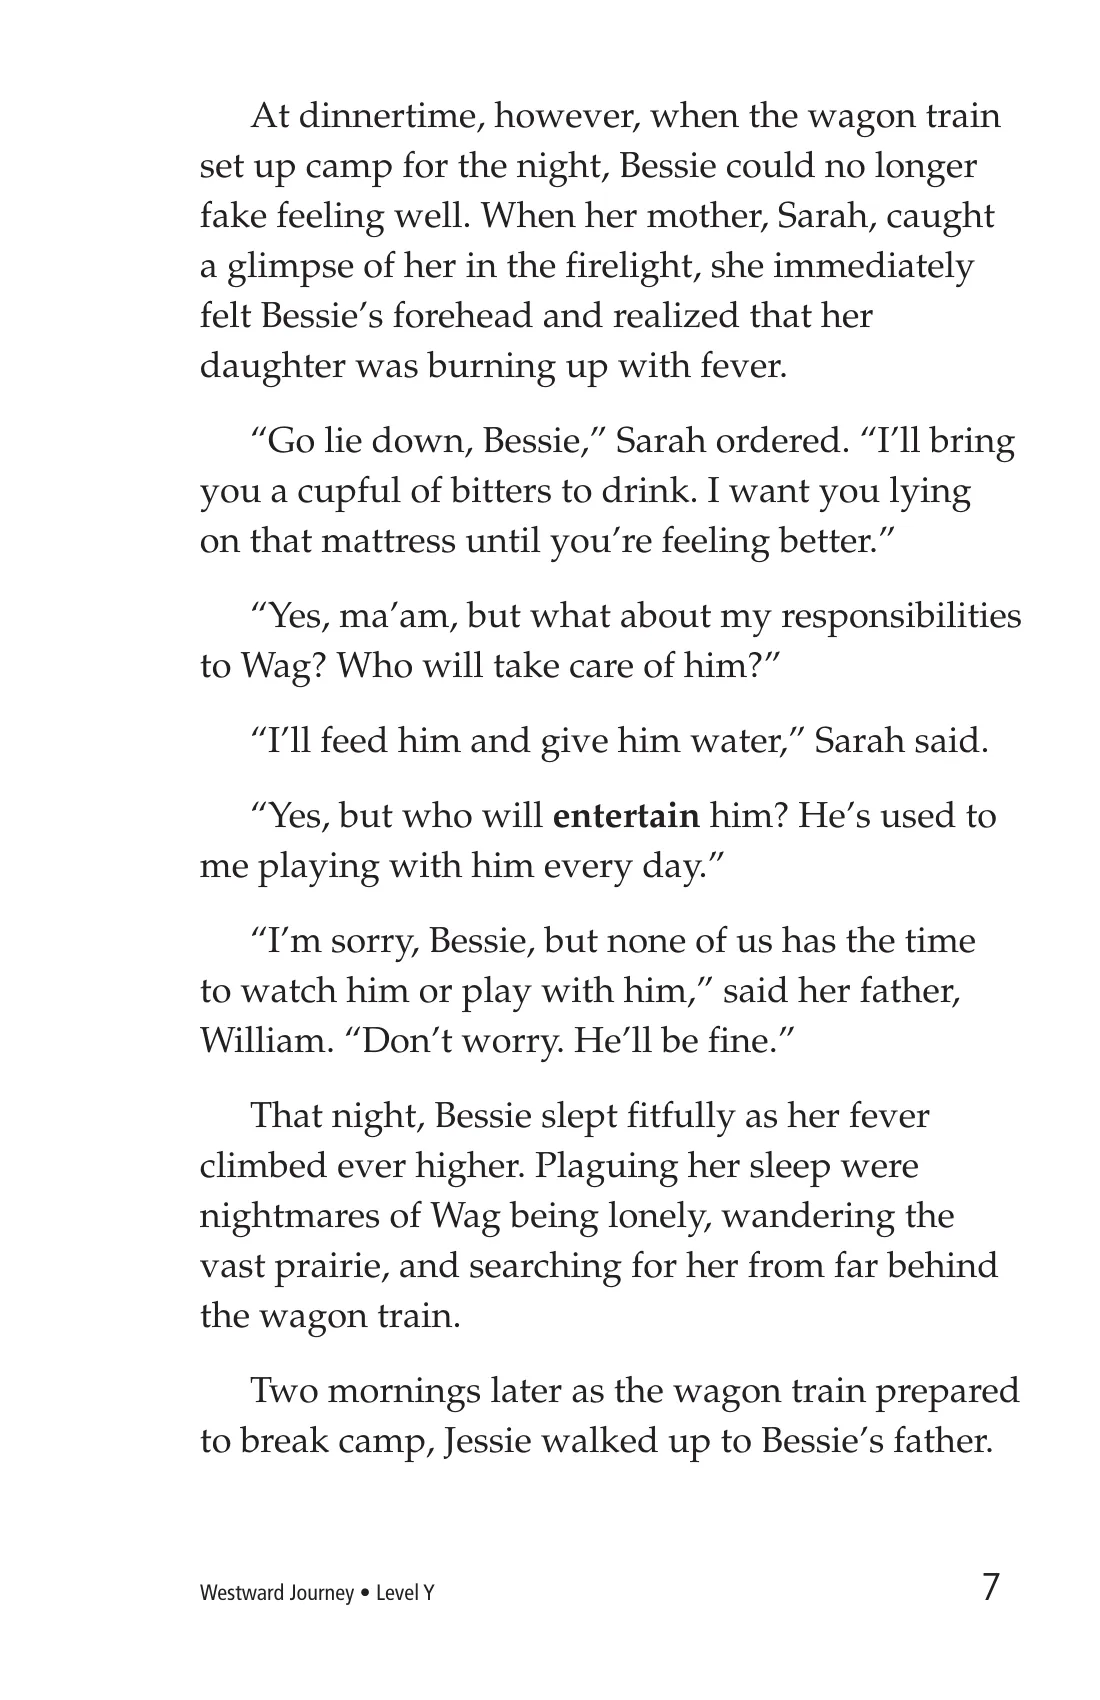 At dinnertime, however, when the wagon train
set up camp for the night, Bessie could no longer
fake feeling well. When her mother, Sarah, caught
a glimpse of her in the firelight, she immediately
felt Bessie’s forehead and realized that her
daughter was burning up with fever.
“Go lie down, Bessie,” Sarah ordered. “I’ll bring
you a cupful of bitters to drink. I want you lying
on that mattress until you’re feeling better.”
“Yes, ma’am, but what about my responsibilities
to Wag? Who will take care of him?”
“I’ll feed him and give him water,” Sarah said.
“Yes, but who will entertain him? He’s used to
me playing with him every day.”
“I’m sorry, Bessie, but none of us has the time
to watch him or play with him,” said her father,
William. “Don’t worry. He’ll be fine.”
That night, Bessie slept fitfully as her fever
climbed ever higher. Plaguing her sleep were
nightmares of Wag being lonely, wandering the
vast prairie, and searching for her from far behind
the wagon train.
Two mornings later as the wagon train prepared
to break camp, Jessie walked up to Bessie’s father.
Westward Journey • Level Y 7